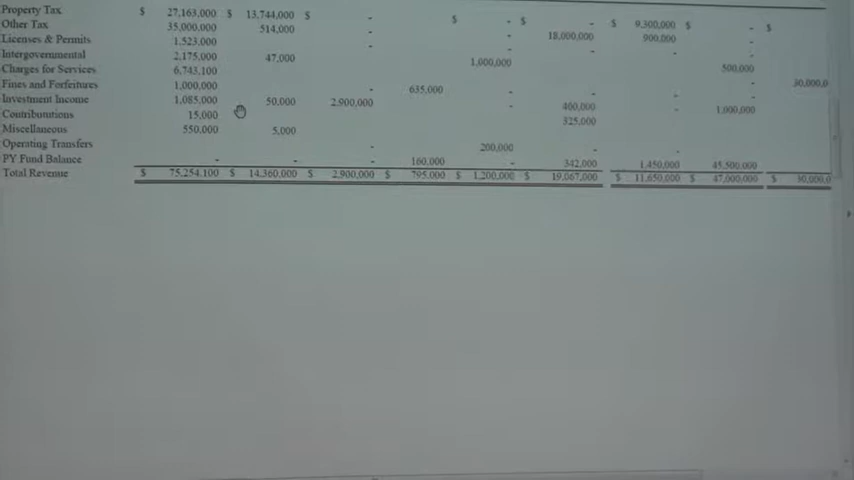 Property Tax $ 27,163,000 $ 13,744,000 $ - $ - $ - $ 9,300,000 $ - $
Other Tax 35,000,000 514,000 - - 18,000,000 900,000 -
Licenses & Permits 1,523,000 - - - - -
Intergovernmental 2,175,000 47,000 1,000,000 500,000
Charges for Services 6,743,100 - -
Fines and Forfeitures 1,000,000 - 635,000 - - 30,000,0
Investment Income 1,085,000 50,000 2,900,000 - 400,000 - 1,000,000
Contributions 15,000 325,000
Miscellaneous 550,000 5,000
Operating Transfers - 200,000 - -
PY Fund Balance - - - 160,000 - 342,000 1,450,000 45,500,000
Total Revenue $ 75,254,100 $ 14,360,000 $ 2,900,000 $ 795,000 $ 1,200,000 $ 19,067,000 $ 11,650,000 $ 47,000,000 $ 30,000,0